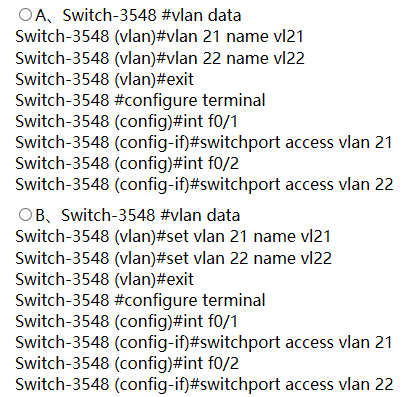 A、Switch-3548 #vlan data
Switch-3548 (vlan)#vlan 21 name vl21
Switch-3548 (vlan)#vlan 22 name vl22
Switch-3548 (vlan)#exit
Switch-3548 #configure terminal
Switch-3548 (config)#int f0/1
Switch-3548 (config-if)#switchport access vlan 21
Switch-3548 (config)#int f0/2
Switch-3548 (config-if)#switchport access vlan 22
B、Switch-3548 #vlan data
Switch-3548 (vlan)#set vlan 21 name vl21
Switch-3548 (vlan)#set vlan 22 name vl22
Switch-3548 (vlan)#exit
Switch-3548 #configure terminal
Switch-3548 (config)#int f0/1
Switch-3548 (config-if)#switchport access vlan 21
Switch-3548 (config)#int f0/2
Switch-3548 (config-if)#switchport access vlan 22